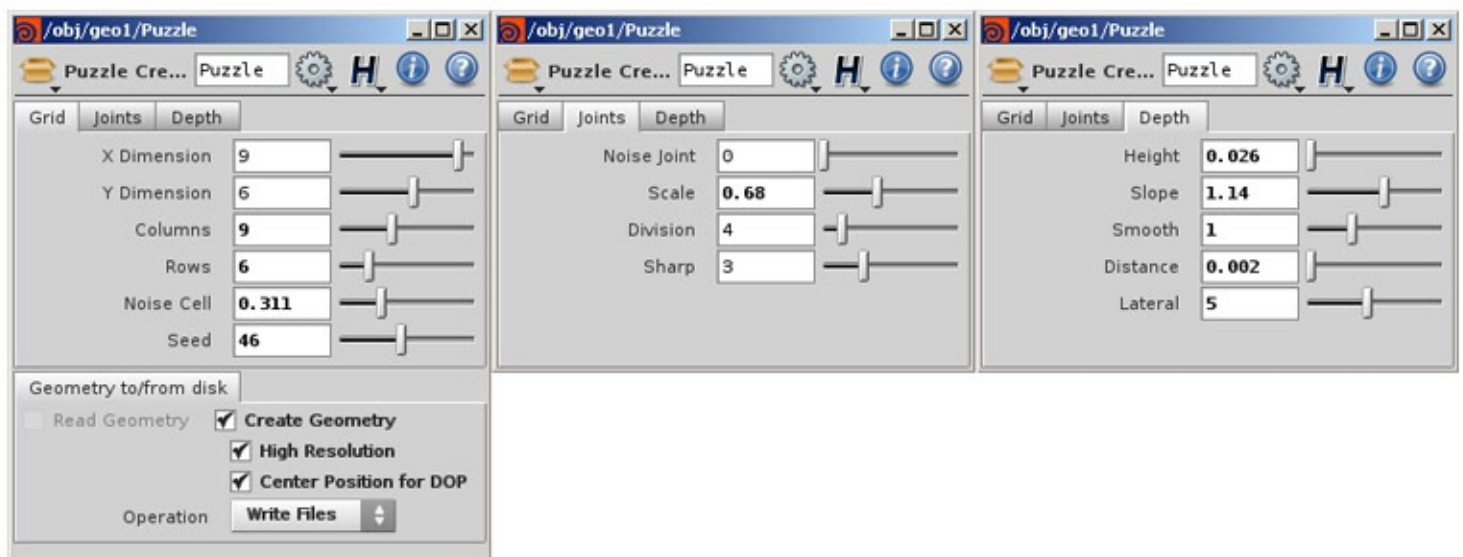 /obj/geo1/Puzzle
Puzzle Cre... Puzzle
Grid Joints Depth
X Dimension 9
Y Dimension 6
Columns 9
Rows 6
Noise Cell 0.311
Seed 46
Geometry to/from disk
Read Geometry Create Geometry
High Resolution
Center Position for DOP
Operation Write Files
/obj/geo1/Puzzle
Puzzle Cre... Puzzle
Grid Joints Depth
Noise Joint 0
Scale 0.68
Division 4
Sharp 3
/obj/geo1/Puzzle
Puzzle Cre... Puzzle
Grid Joints Depth
Height 0.026
Slope 1.14
Smooth 1
Distance 0.002
Lateral 5